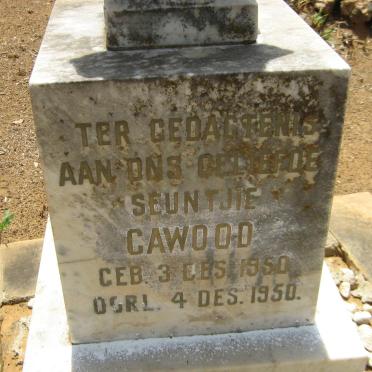 TER GEDAGTENIS
AAN ONS GELIEFDE
SEUNTJIE
CAWOOD
GEB. 3 DES. 1950
OORL. 4 DES. 1950.